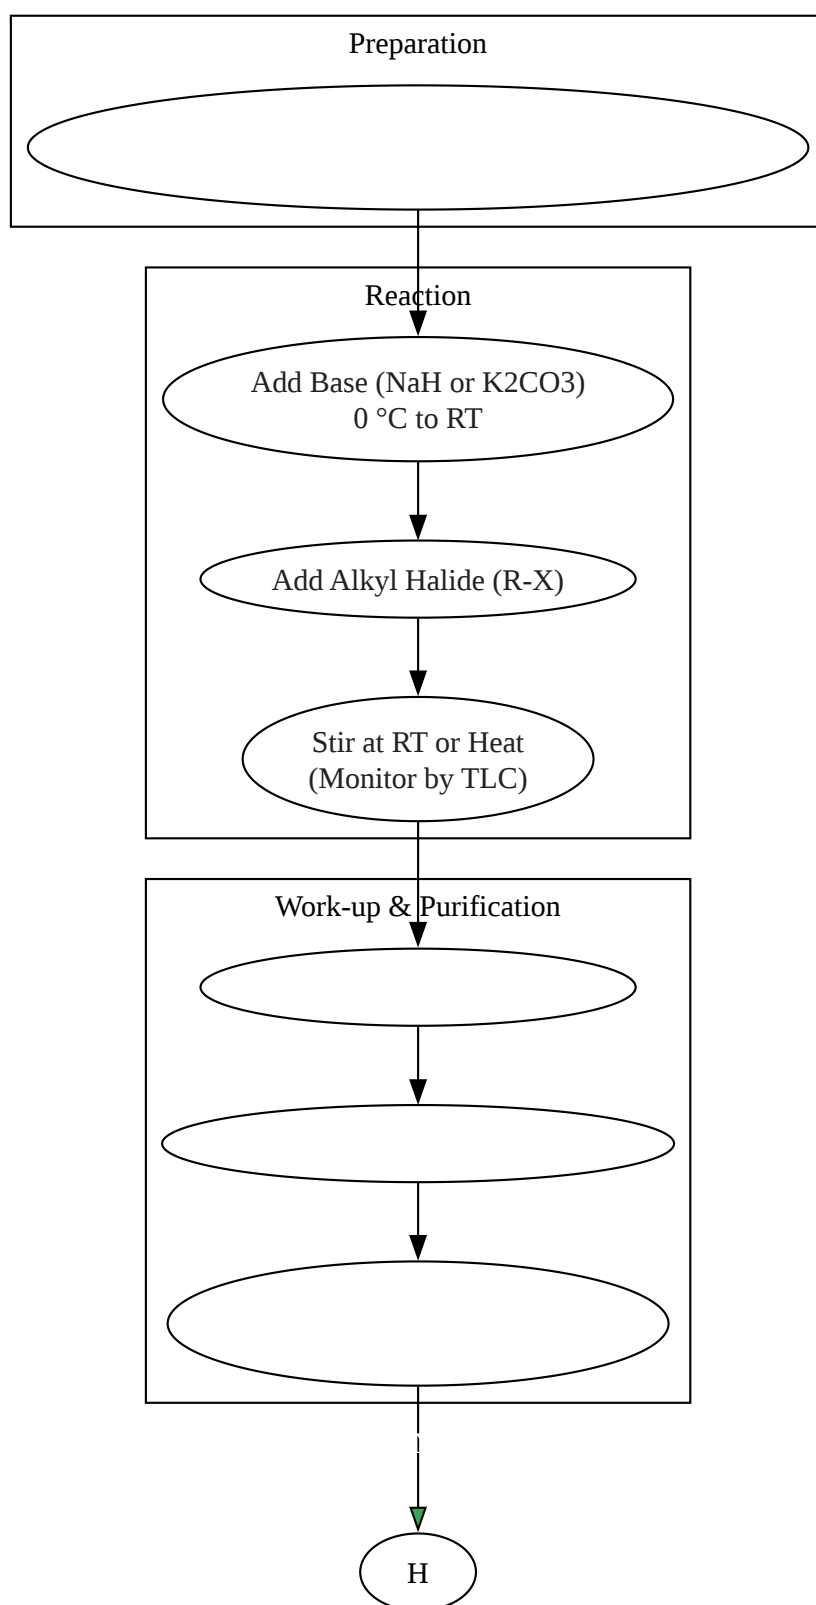 Preparation
Reaction
Add Base (NaH or K2CO3)
0 °C to RT
Add Alkyl Halide (R-X)
Stir at RT or Heat
(Monitor by TLC)
Work-up & Purification
H